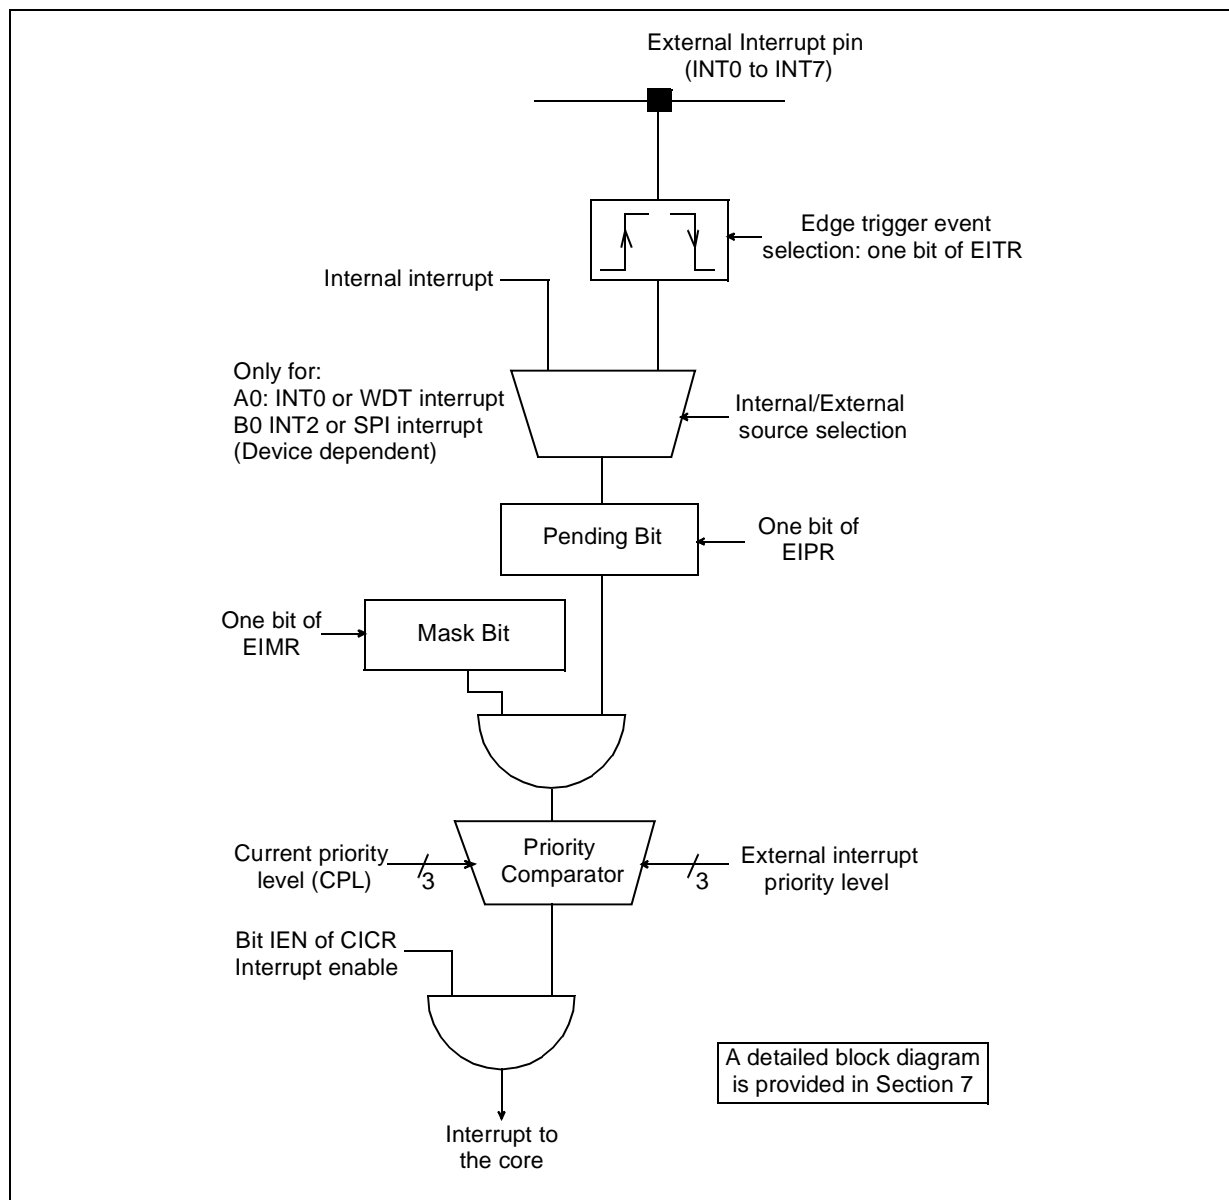 External Interrupt pin
(INT0 to INT7)
Edge trigger event
selection: one bit of EITR
Internal interrupt
Only for:
A0: INT0 or WDT interrupt
B0 INT2 or SPI interrupt
(Device dependent)
Internal/External
source selection
Pending Bit
One bit of
EIPR
One bit of
EIMR
Mask Bit
Current priority
level (CPL)
3
Priority
Comparator
3
External interrupt
priority level
Bit IEN of CICR
Interrupt enable
A detailed block diagram
is provided in Section 7
Interrupt to
the core